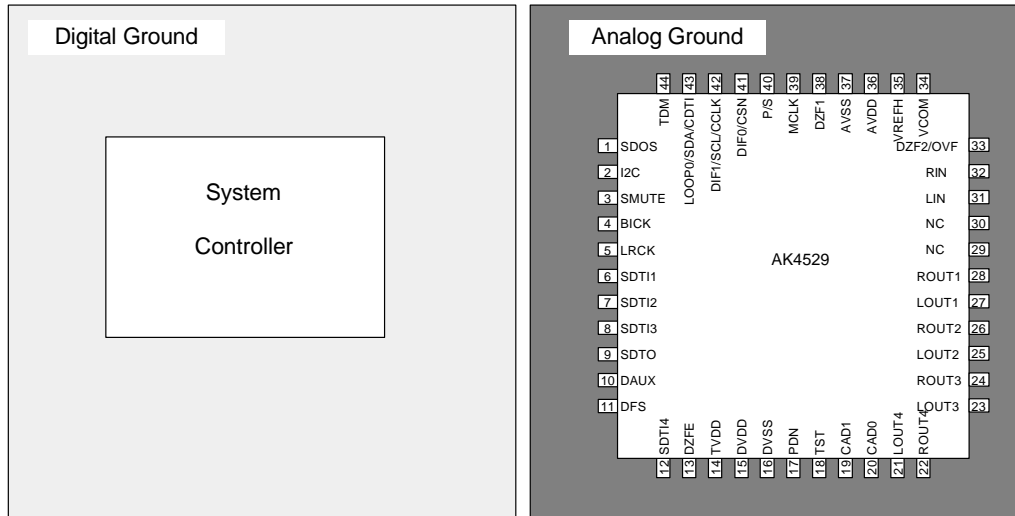 Digital Ground
System
Controller
Analog Ground
44 TDM
43 LOOP0/SDA/CDTI
42 DIF1/SCL/CCLK
41 DIF0/CSN
40 P/S
39 MCLK
38 DZF1
37 AVSS
36 AVDD
35 VREFH
34 VCOM
1 SDOS
2 I2C
3 SMUTE
4 BICK
5 LRCK
6 SDTI1
7 SDTI2
8 SDTI3
9 SDTO
10 DAUX
11 DFS
AK4529
DZF2/OVF 33
RIN 32
LIN 31
NC 30
NC 29
ROUT1 28
LOUT1 27
ROUT2 26
LOUT2 25
ROUT3 24
LOUT3 23
12 SDTI4
13 DZFE
14 TVDD
15 DVDD
16 DVSS
17 PDN
18 TST
19 CAD1
20 CAD0
21 LOUT4
22 ROUT4